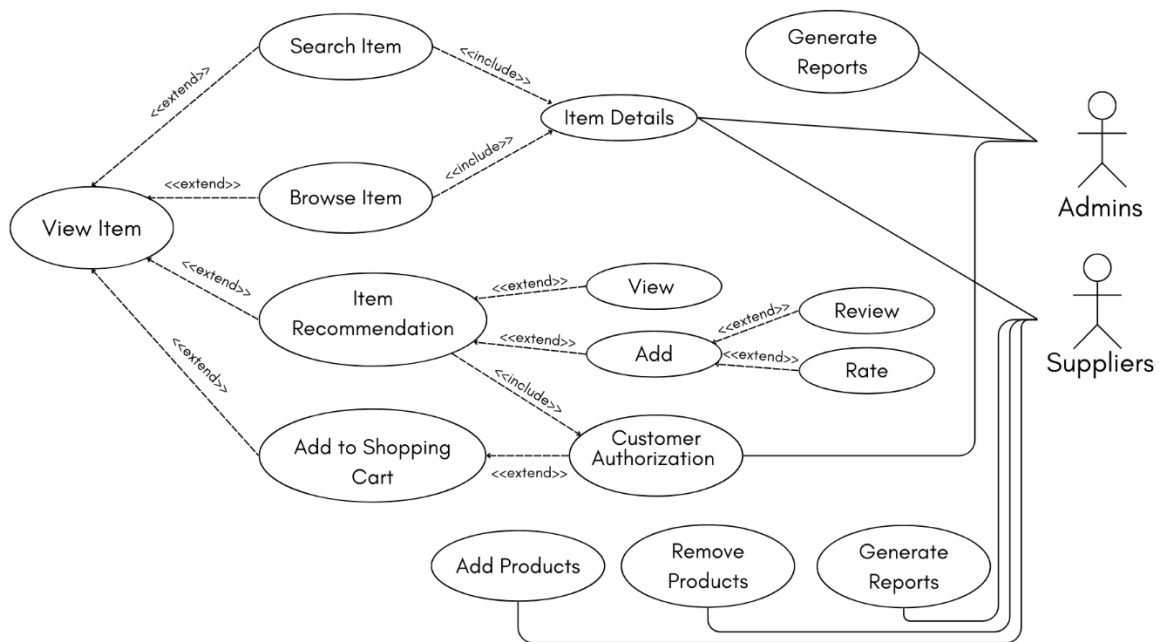 Search Item
<<extend>>
<<include>>
Generate
Reports
Item Details
Admins
Browse Item
<<extend>>
<<include>>
View Item
<<extend>>
Item
Recommendation
<<extend>>
View
<<extend>>
Add
<<extend>>
Review
<<extend>>
Rate
Suppliers
<<extend>>
<<include>>
Add to Shopping
Cart
<<extend>>
Customer
Authorization
Add Products
Remove
Products
Generate
Reports